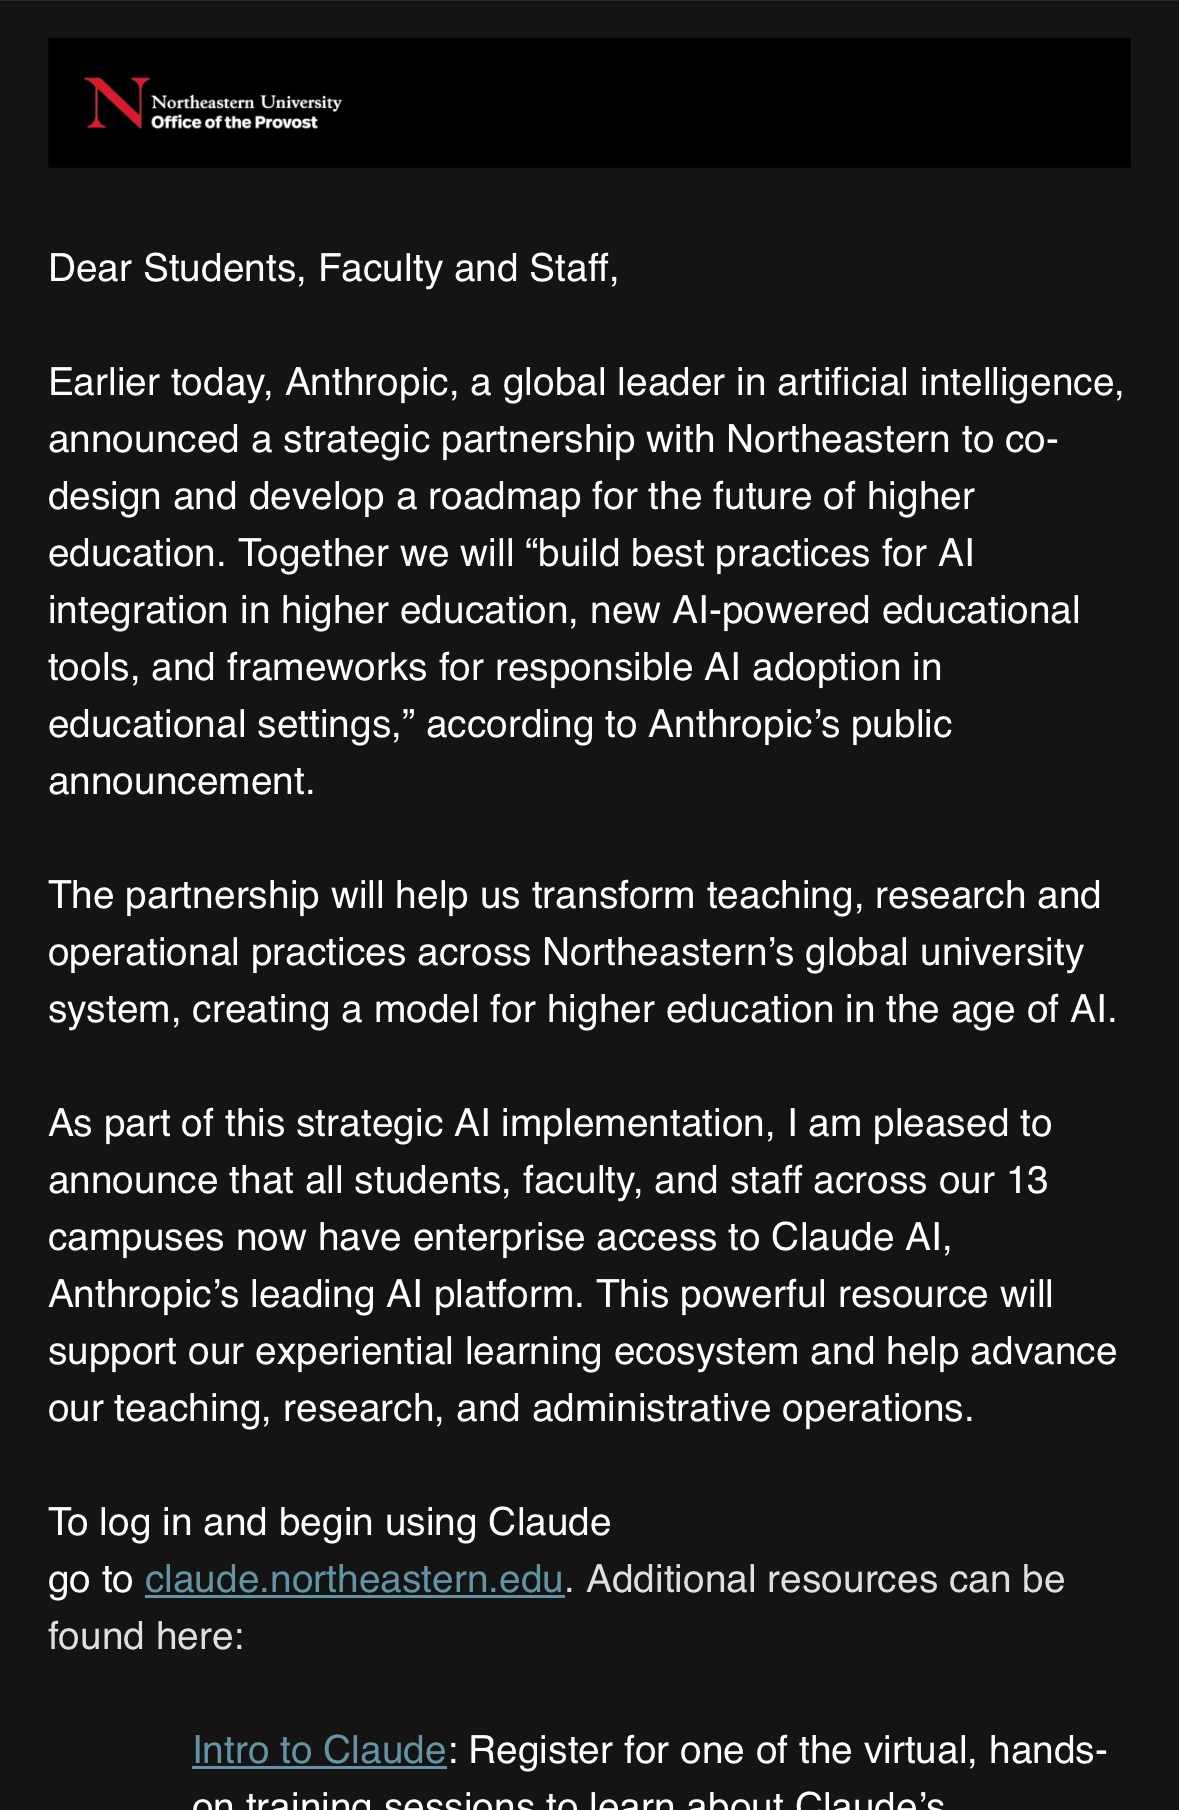 Northeastern University
Office of the Provost
Dear Students, Faculty and Staff,
Earlier today, Anthropic, a global leader in artificial intelligence,
announced a strategic partnership with Northeastern to co-
design and develop a roadmap for the future of higher
education. Together we will “build best practices for AI
integration in higher education, new AI-powered educational
tools, and frameworks for responsible AI adoption in
educational settings,” according to Anthropic’s public
announcement.
The partnership will help us transform teaching, research and
operational practices across Northeastern’s global university
system, creating a model for higher education in the age of AI.
As part of this strategic AI implementation, I am pleased to
announce that all students, faculty, and staff across our 13
campuses now have enterprise access to Claude AI,
Anthropic’s leading AI platform. This powerful resource will
support our experiential learning ecosystem and help advance
our teaching, research, and administrative operations.
To log in and begin using Claude
go to claude.northeastern.edu. Additional resources can be
found here:
Intro to Claude: Register for one of the virtual, hands-
on training sessions to learn about Claude’s